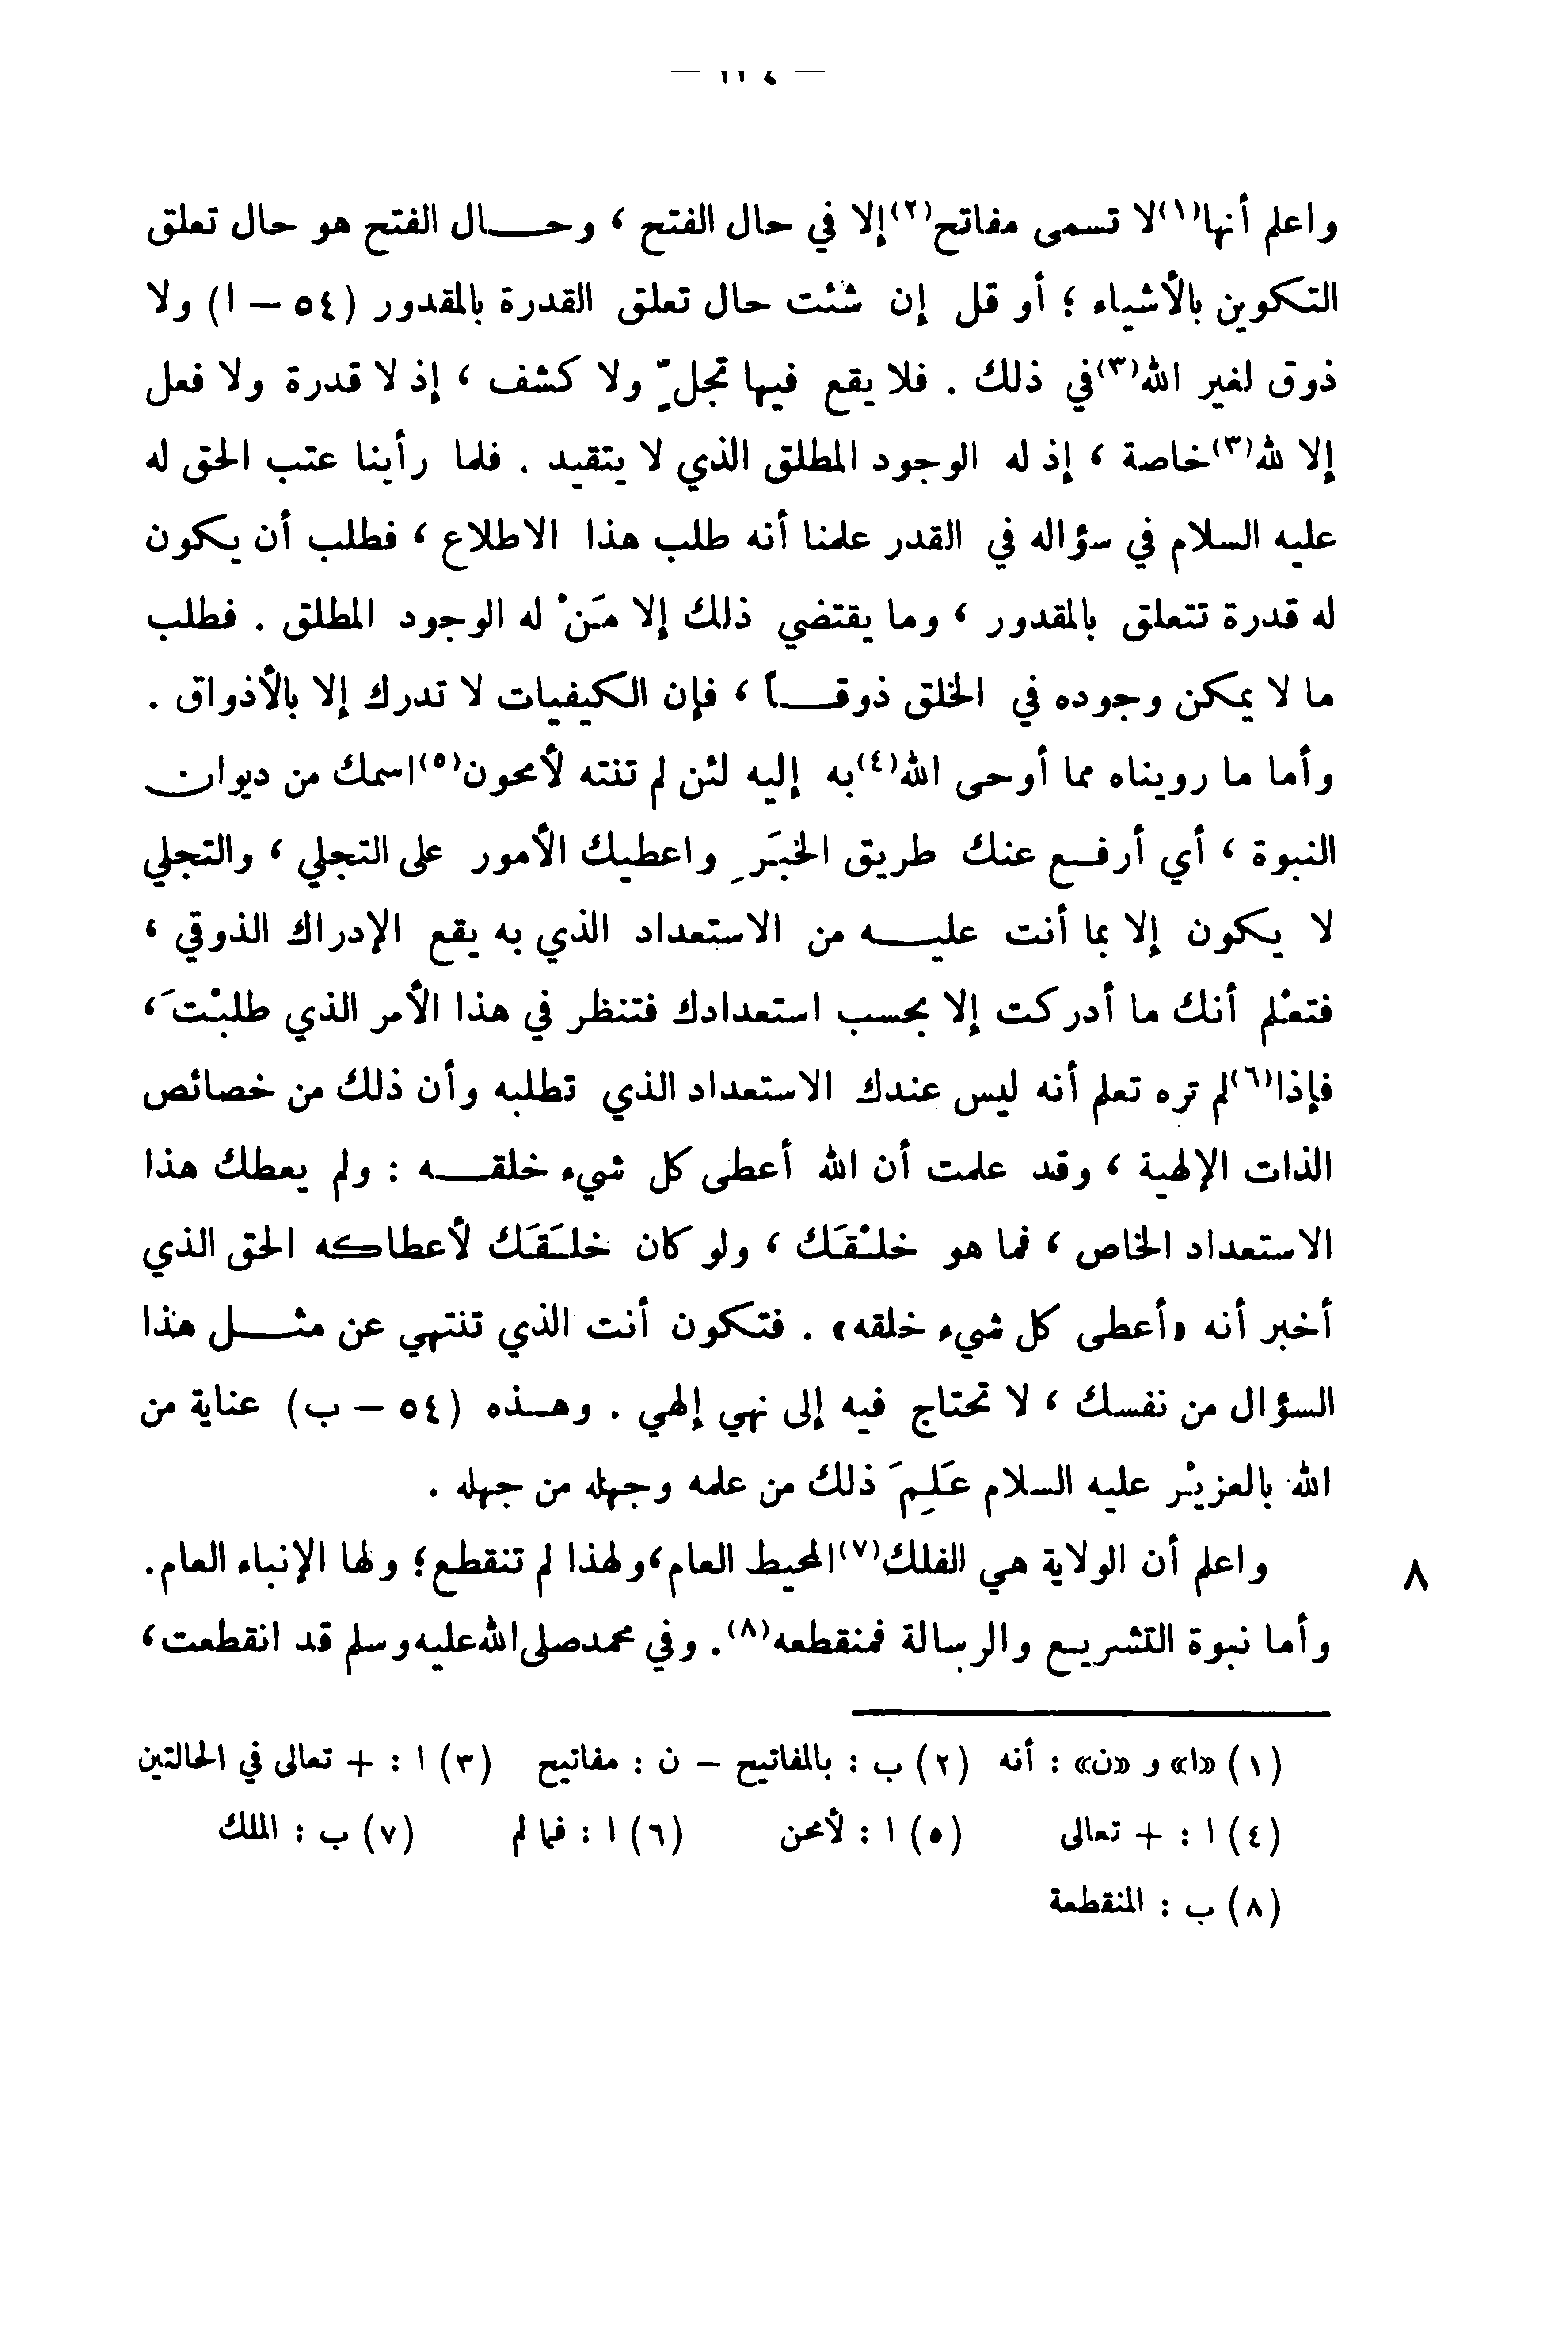 واعلم أنها(١)لا تسمى مفاتح(٢)إلا في حال الفتح ، وحـــال الفتح هو حال تعلق
التكوين بالأشياء ؛ أو قل إن شئت حال تعلق القدرة بالمقدور (٥٤ – ا) ولا
ذوق لغير الله(٣)في ذلك . فلا يقع فيها تجلٍّ ولا كشف ، إذ لا قدرة ولا فعل
إلا لله(٣)خاصة ، إذ له الوجود المطلق الذي لا يتقيد . فلما رأينا عتب الحق له
عليه السلام في سؤاله في القدر علمنا أنه طلب هذا الاطلاع ، فطلب أن يكون
له قدرة تتعلق بالمقدور ، وما يقتضي ذلك إلا مَنْ له الوجود المطلق . فطلب
ما لا يمكن وجوده في الخلق ذوقــاً ، فإن الكيفيات لا تدرك إلا بالأذواق .
وأما ما رويناه مما أوحى الله(٤)به إليه لئن لم تنته لأمحون(٥)اسمك من ديوان
النبوة ، أي أرفـع عنك طريق الخبَرِ واعطيك الأمور على التجلي ، والتجلي
لا يكون إلا بما أنت عليـــه من الاستعداد الذي به يقع الإدراك الذوقي ،
فتعْلم أنك ما أدركت إلا بحسب استعدادك فتنظر في هذا الأمر الذي طلبْتَ ،
فإذا(٦)لم تره تعلم أنه ليس عندك الاستعداد الذي تطلبه وأن ذلك من خصائص
الذات الإلهية ، وقد علمت أن الله أعطى كل شيء خلقـــه : ولم يعطك هذا
الاستعداد الخاص ، فما هو خلْقَك ، ولو كان خلَقَك لأعطاكه الحق الذي
أخبر أنه «أعطى كل شيء خلقه» . فتكون أنت الذي تنتهي عن مثـــل هذا
السؤال من نفسك ، لا تحتاج فيه إلى نهي إلهي . وهـذه (٥٤ – ب) عناية من
الله بالعزيْر عليه السلام عَلِمَ ذلك من علمه وجهله من جهله .
٨ واعلم أن الولاية هي الفلك(٧)المحيط العام،ولهذا لم تنقطع؛ ولها الإنباء العام.
وأما نبوة التشريـع والرسالة فمنقطعه(٨). وفي محمدصلى الله عليه وسلم قد انقطعت،
(١) «ا» و «ن» : أنه (٢) ب : بالمفاتيح – ن : مفاتيح (٣) ا : + تعالى في الحالتين
(٤) ا : + تعالى (٥) ا : لأمحن (٦) ا : فما لم (٧) ب : الملك
(٨) ب : المنقطعة